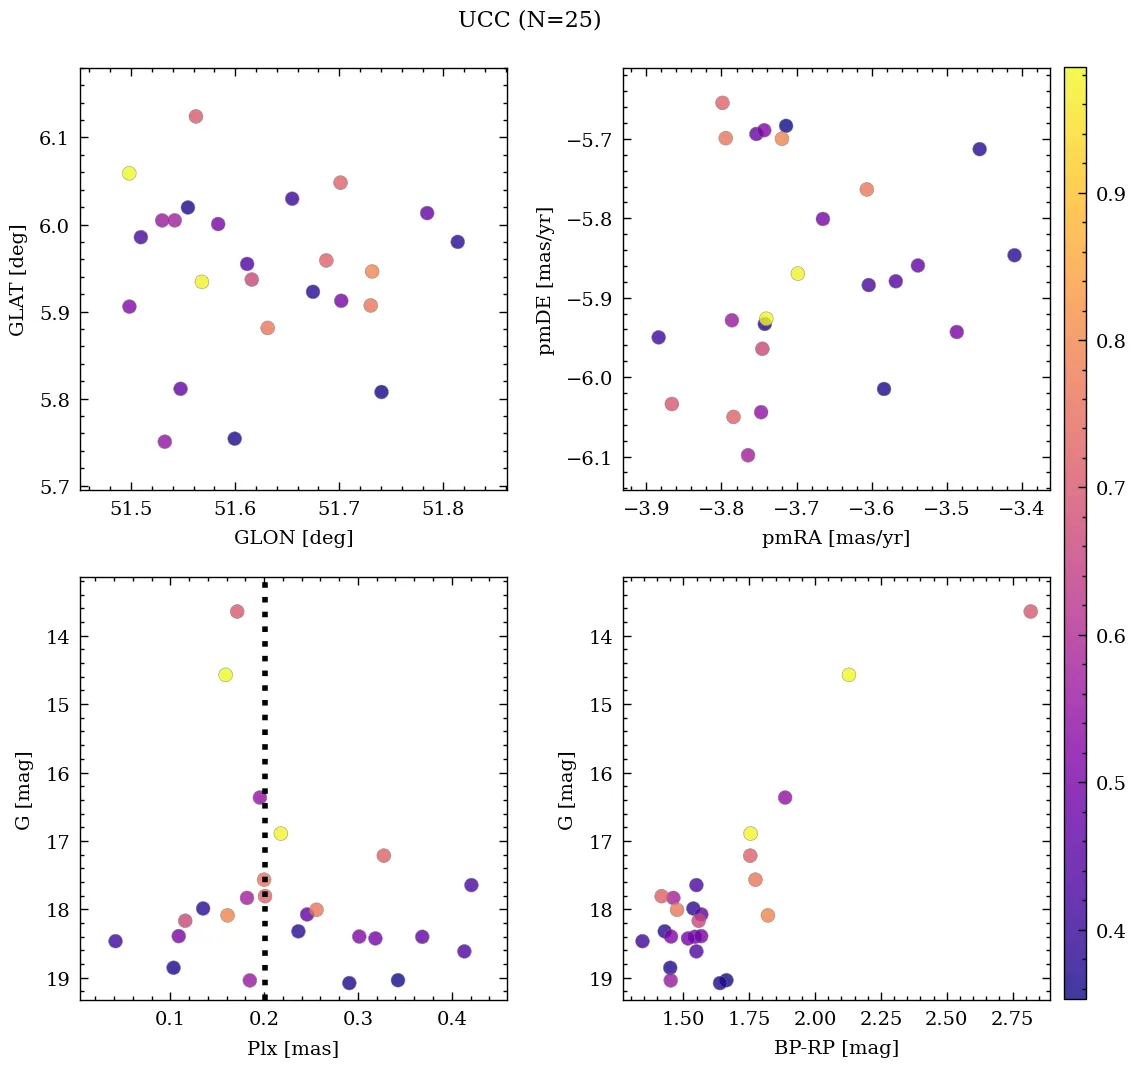 UCC (N=25)
6.1
6.0
5.9
5.8
5.7
GLAT [deg]
51.5 51.6 51.7 51.8
GLON [deg]
−5.7
−5.8
−5.9
−6.0
−6.1
pmDE [mas/yr]
−3.9 −3.8 −3.7 −3.6 −3.5 −3.4
pmRA [mas/yr]
14
15
16
17
18
19
G [mag]
0.1 0.2 0.3 0.4
Plx [mas]
14
15
16
17
18
19
G [mag]
1.50 1.75 2.00 2.25 2.50 2.75
BP-RP [mag]
0.9
0.8
0.7
0.6
0.5
0.4